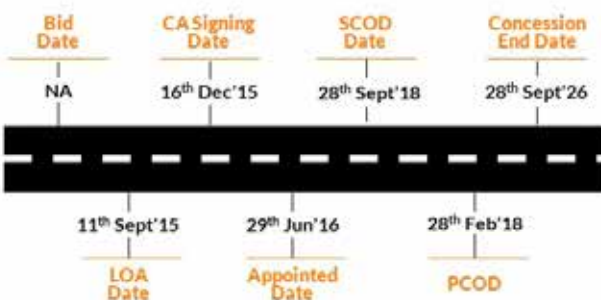 Bid
Date
CA Signing
Date
SCOD
Date
Concession
End Date
NA
16th Dec'15
28th Sept'18
28th Sept'26
11th Sept'15
29th Jun'16
28th Feb'18
LOA
Date
Appointed
Date
PCOD